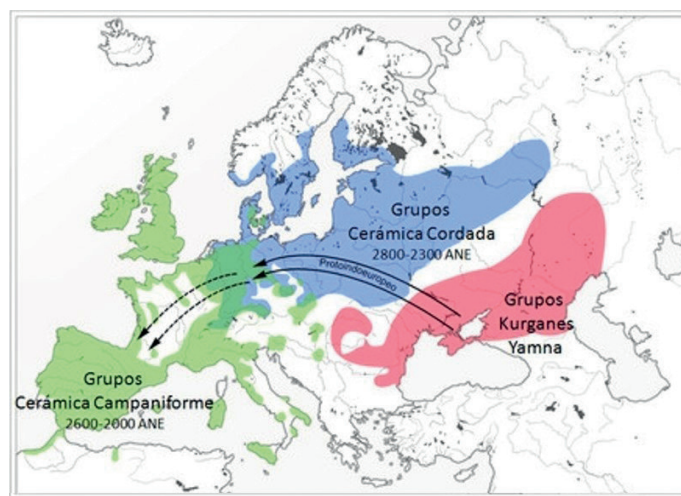 Grupos
Cerámica Cordada
2800-2300 ANE
Protoindoeuropeo
Grupos
Kurganes
Yamna
Grupos
Cerámica Campaniforme
2600-2000 ANE